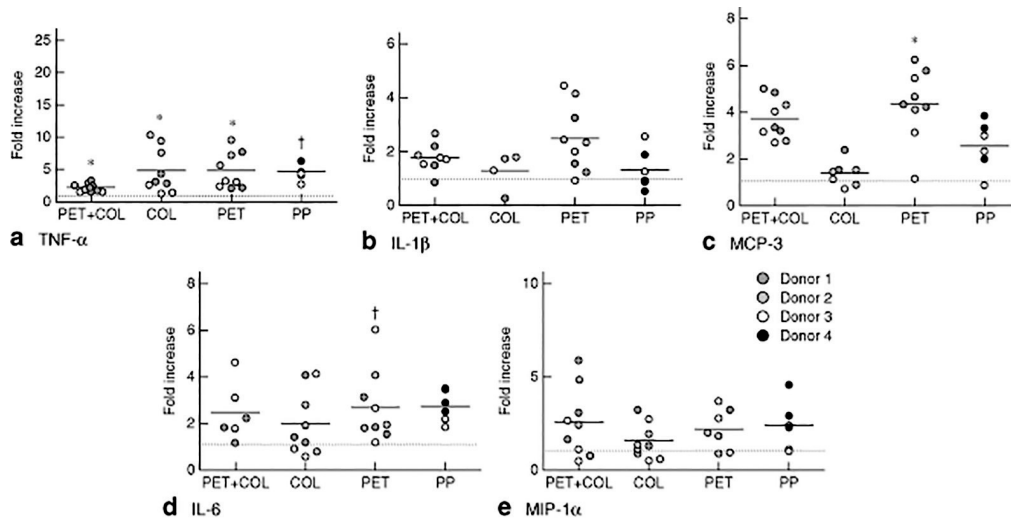 25
20
15
10
5
0
Fold increase
*
*
*
†
PET+COL COL PET PP
a TNF-α
6
4
2
0
Fold increase
PET+COL COL PET PP
b IL-1β
8
6
4
2
0
Fold increase
*
PET+COL COL PET PP
c MCP-3
8
6
4
2
0
Fold increase
†
PET+COL COL PET PP
d IL-6
10
5
0
Fold increase
PET+COL COL PET PP
e MIP-1α
Donor 1
Donor 2
Donor 3
Donor 4